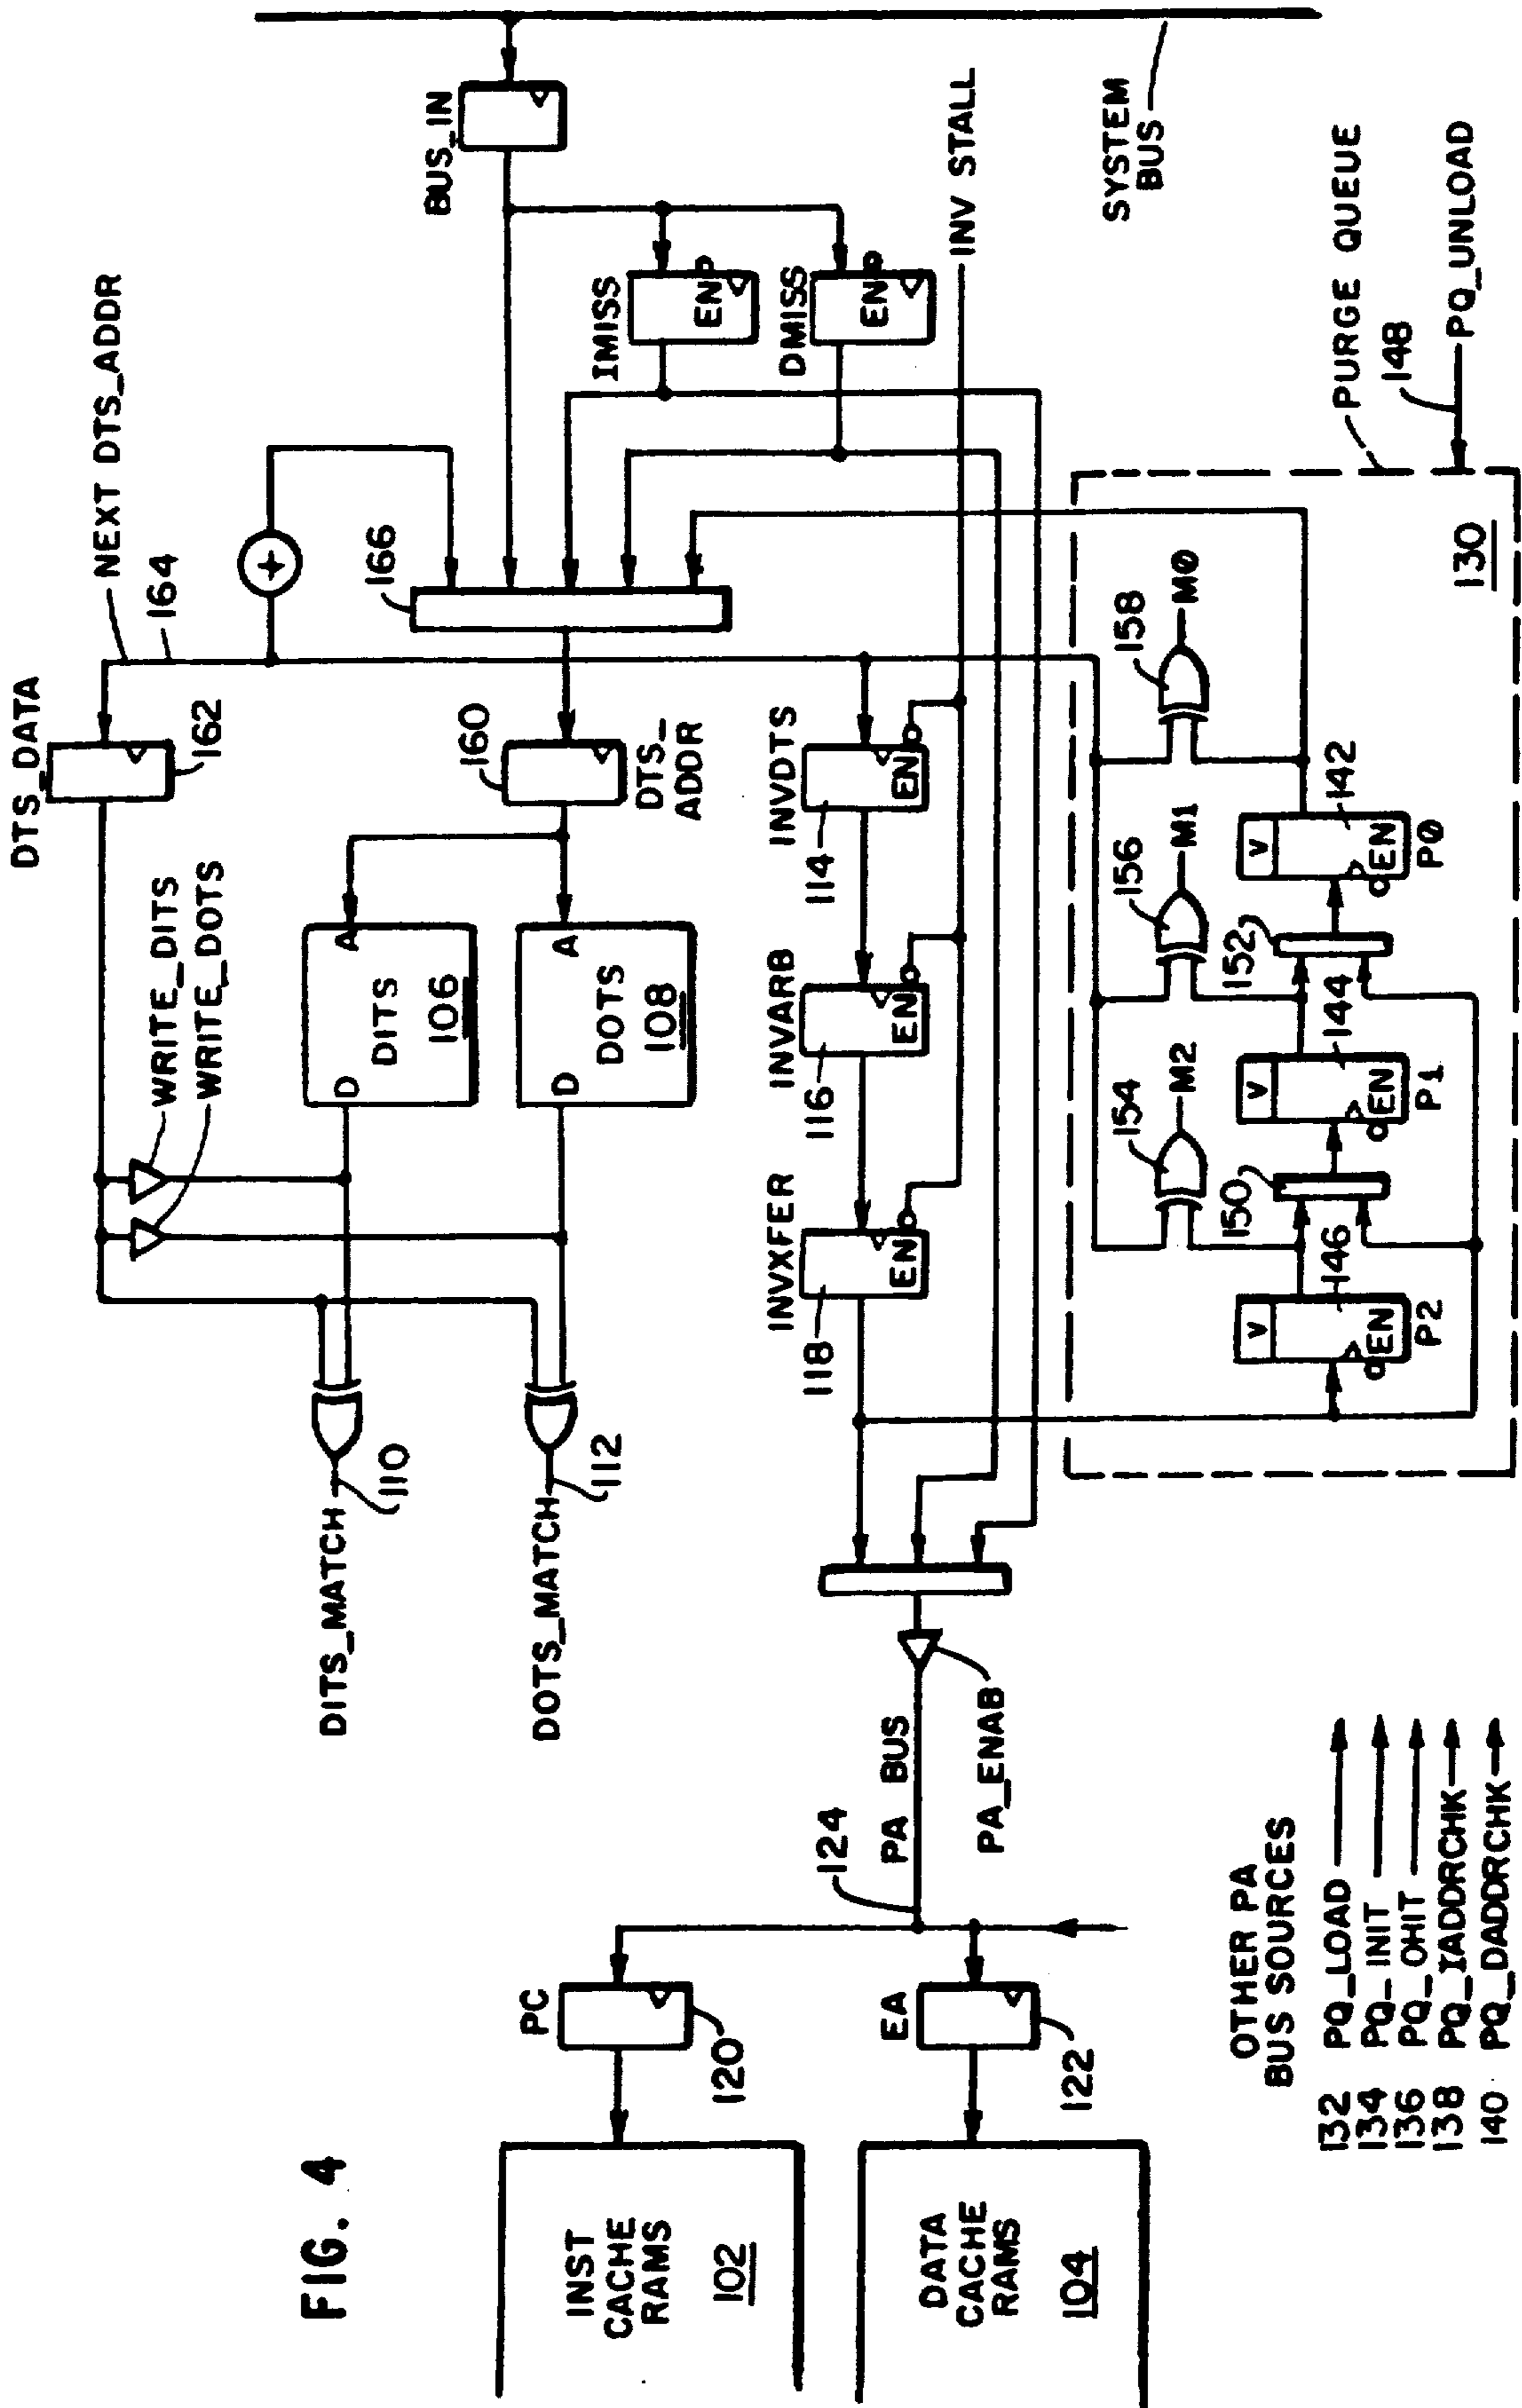 FIG. 4
INST
CACHE
RAMS
102
DATA
CACHE
RAMS
104
PC
120
EA
122
124
PA BUS
PA_ENAB
OTHER PA
BUS SOURCES
132 PQ_LOAD
134 PQ_INIT
136 PQ_OHIT
138 PQ_IADDRCHK
140 PQ_DADDRCHK
DITS_MATCH
110
DOTS_MATCH
112
DTS_DATA
162
WRITE_DITS
WRITE_DOTS
D
DITS
106
A
D
DOTS
108
A
160
DTS_
ADDR
NEXT DTS_ADDR
164
+
166
INVXFER
118
EN
INVARB
116
EN
INVDTS
114
EN
IMISS
EN
DMISS
EN
BUS_IN
INV STALL
SYSTEM
BUS
PURGE QUEUE
148
PQ_UNLOAD
130
154
M2
156
M1
158
M0
150
152
V
146
EN
P2
V
144
EN
P1
V
142
EN
P0